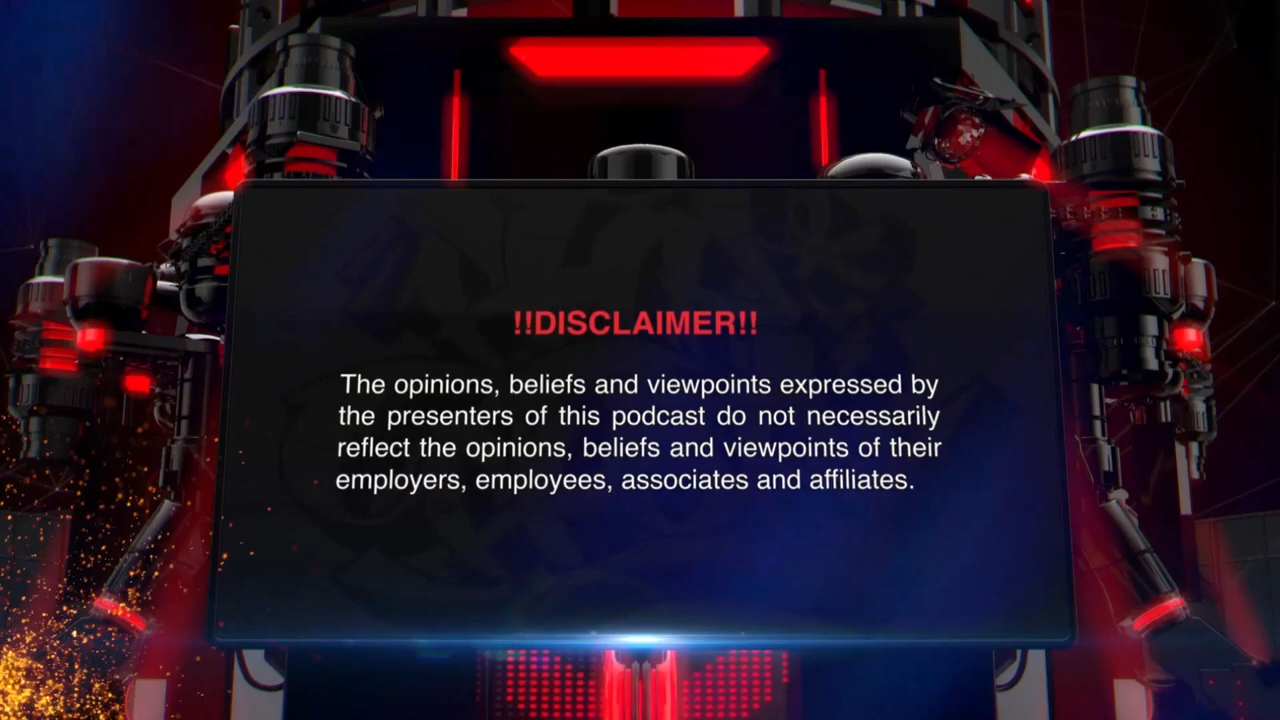 !!DISCLAIMER!!
The opinions, beliefs and viewpoints expressed by
the presenters of this podcast do not necessarily
reflect the opinions, beliefs and viewpoints of their
employers, employees, associates and affiliates.